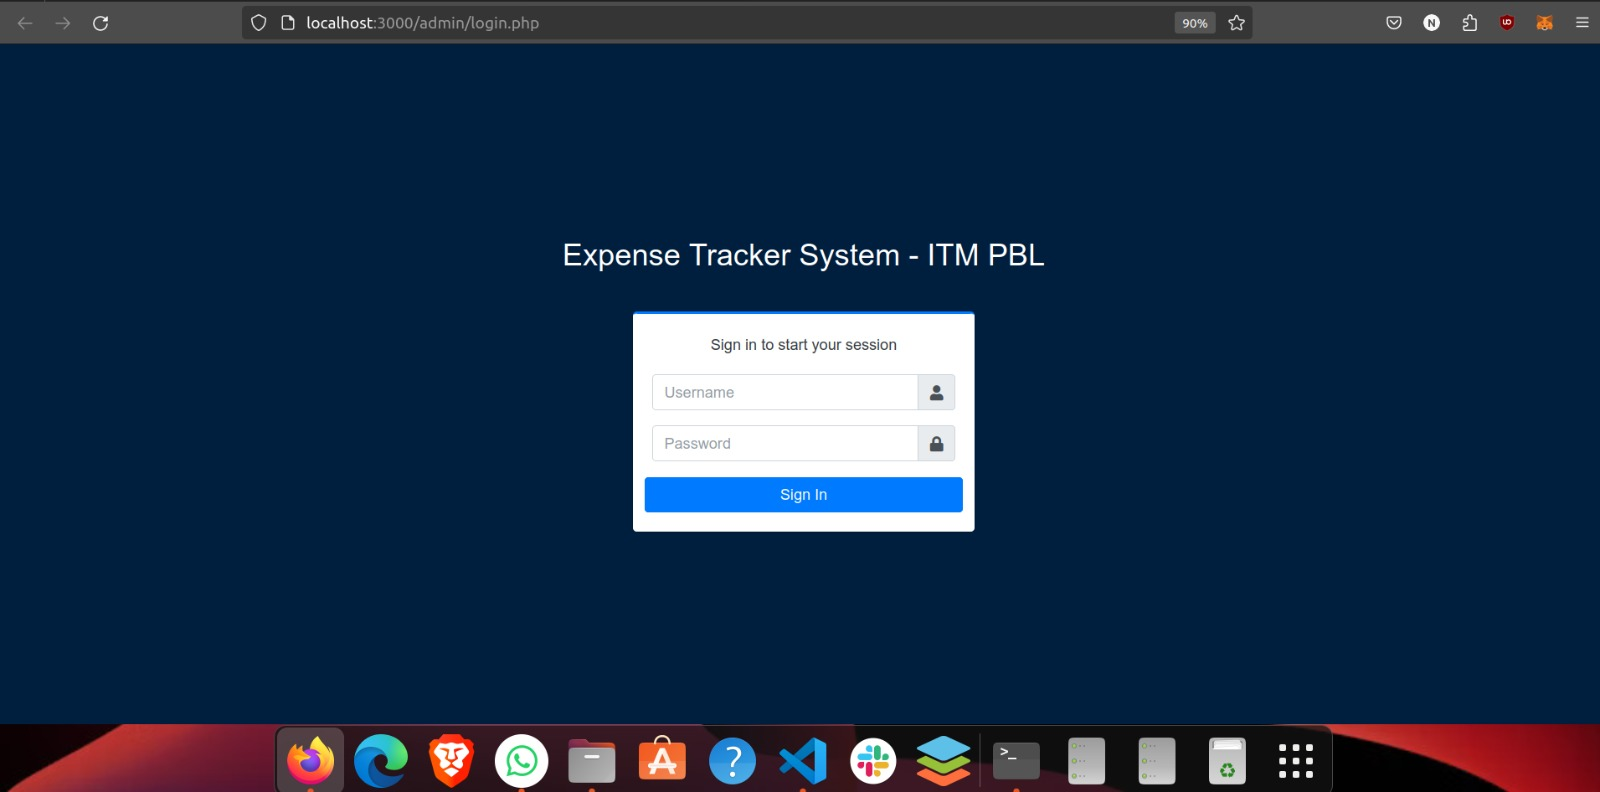 localhost:3000/admin/login.php
90%
N
Expense Tracker System - ITM PBL
Sign in to start your session
Username
Password
Sign In
?
>_